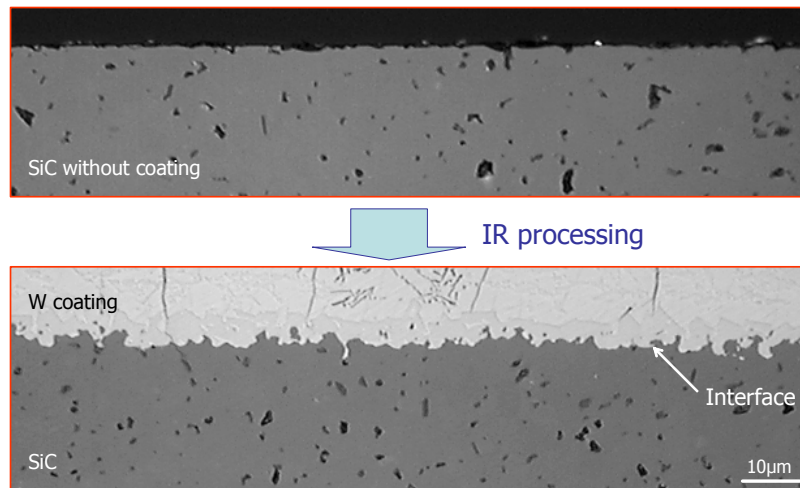 SiC without coating
IR processing
W coating
Interface
SiC
10μm